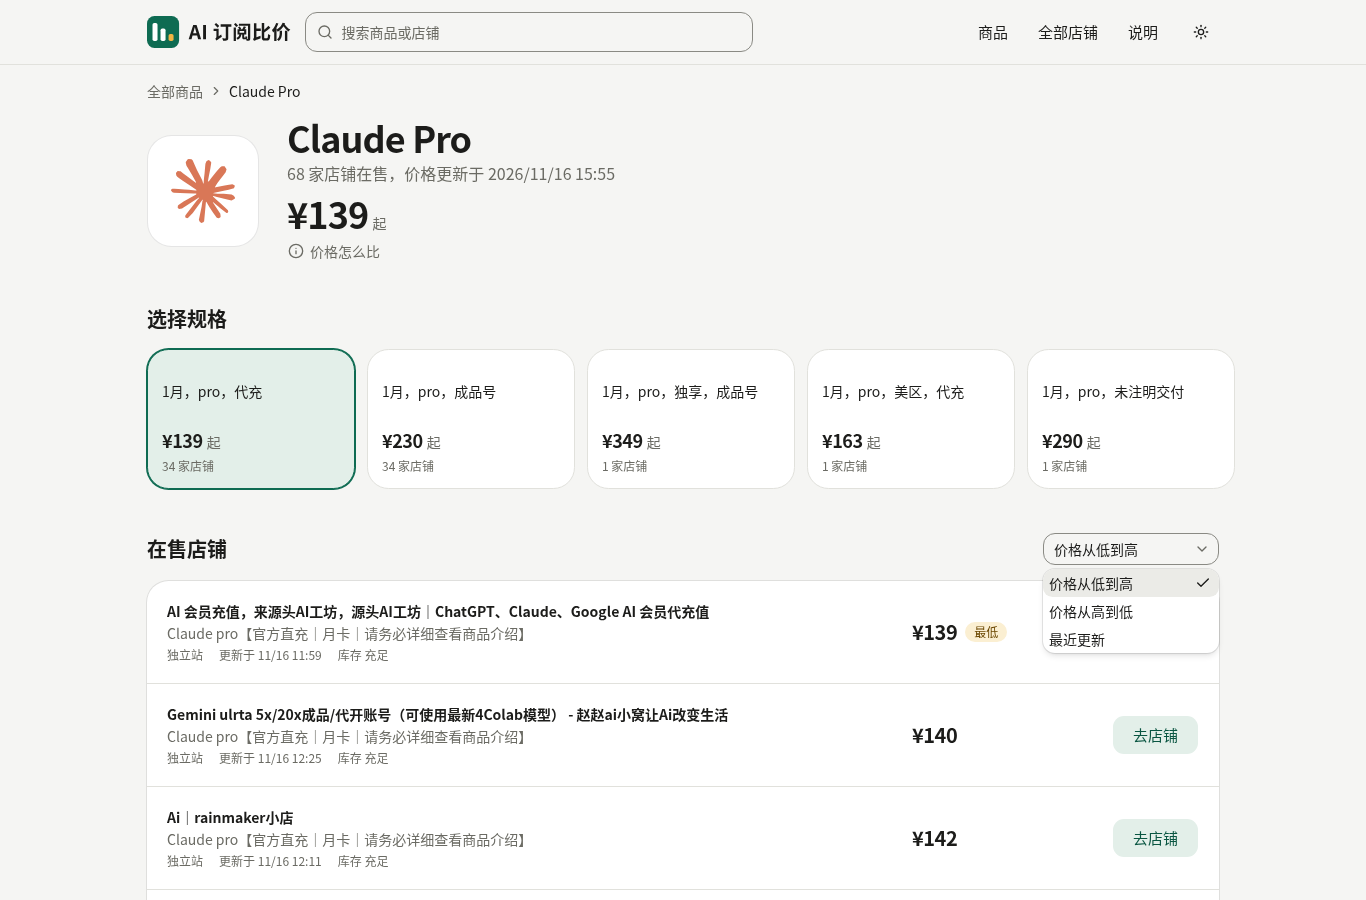 AI 订阅比价
搜索商品或店铺
商品
全部店铺
说明
全部商品 > Claude Pro
Claude Pro
68 家店铺在售，价格更新于 2026/11/16 15:55
¥139 起
价格怎么比
选择规格
1月，pro，代充
¥139 起
34 家店铺
1月，pro，成品号
¥230 起
34 家店铺
1月，pro，独享，成品号
¥349 起
1 家店铺
1月，pro，美区，代充
¥163 起
1 家店铺
1月，pro，未注明交付
¥290 起
1 家店铺
在售店铺
价格从低到高
价格从低到高
价格从高到低
最近更新
AI 会员充值，来源头AI工坊，源头AI工坊｜ChatGPT、Claude、Google AI 会员代充值
Claude pro【官方直充｜月卡｜请务必详细查看商品介绍】
独立站 更新于 11/16 11:59 库存 充足
¥139 最低
Gemini ulrta 5x/20x成品/代开账号（可使用最新4Colab模型） - 赵赵ai小窝让Ai改变生活
Claude pro【官方直充｜月卡｜请务必详细查看商品介绍】
独立站 更新于 11/16 12:25 库存 充足
¥140
去店铺
Ai｜rainmaker小店
Claude pro【官方直充｜月卡｜请务必详细查看商品介绍】
独立站 更新于 11/16 12:11 库存 充足
¥142
去店铺